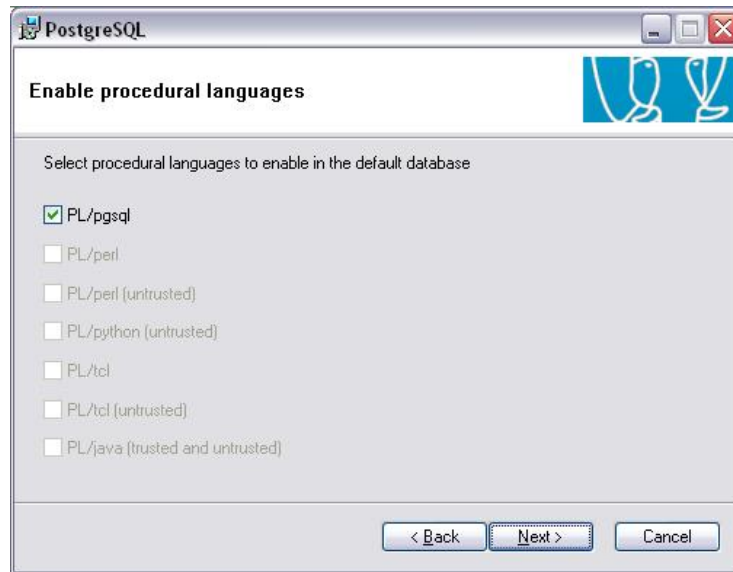 PostgreSQL
Enable procedural languages
Select procedural languages to enable in the default database
PL/pgsql
PL/perl
PL/perl (untrusted)
PL/python (untrusted)
PL/tcl
PL/tcl (untrusted)
PL/java (trusted and untrusted)
< Back Next > Cancel